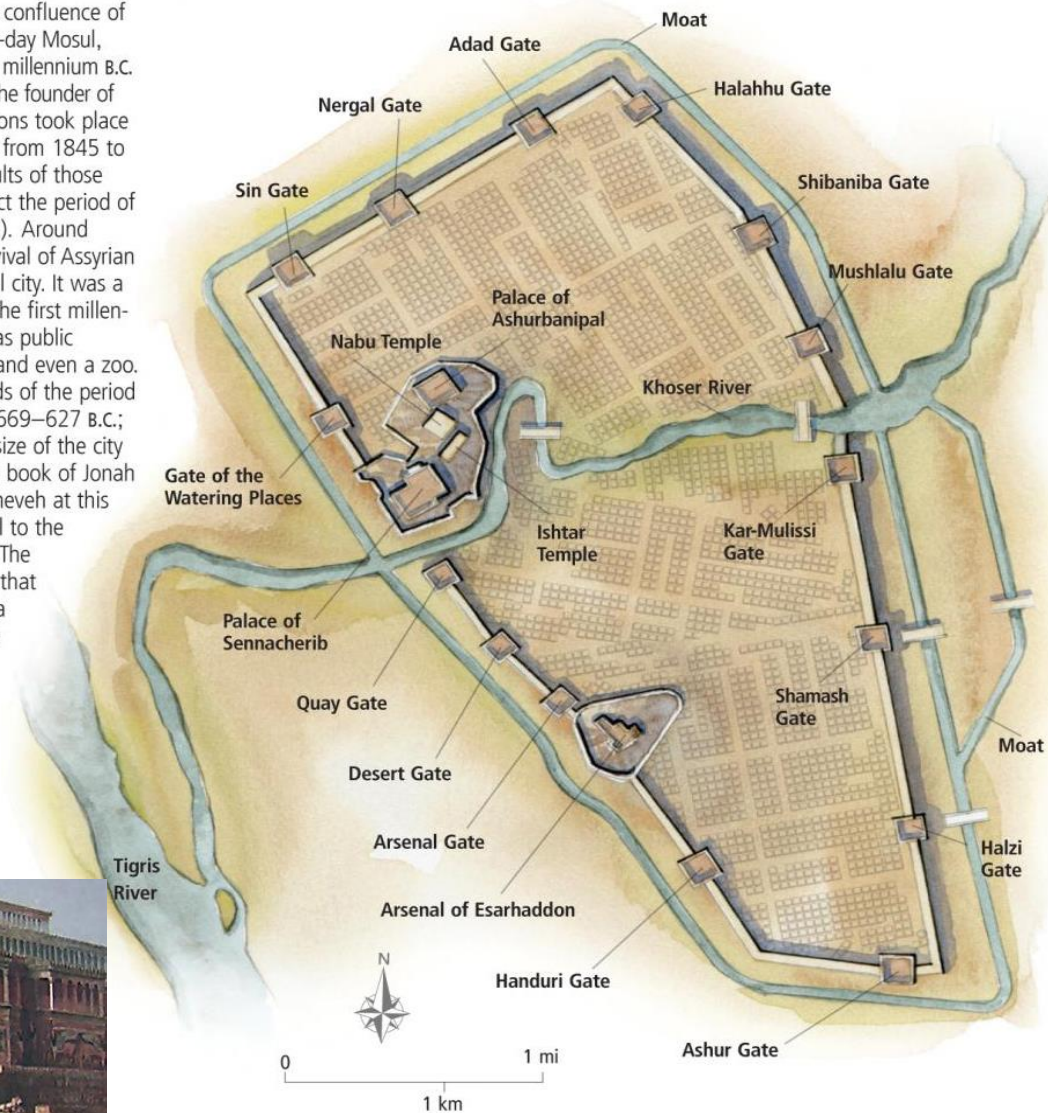 confluence of
-day Mosul,
millennium B.C.
he founder of
ons took place
from 1845 to
ults of those
ct the period of
). Around
vival of Assyrian
l city. It was a
he first millen-
as public
and even a zoo.
ds of the period
669–627 B.C.;
size of the city
book of Jonah
neveh at this
l to the
The
that
a
Moat
Adad Gate
Halahhu Gate
Nergal Gate
Sin Gate
Shibaniba Gate
Mushlalu Gate
Palace of
Ashurbanipal
Nabu Temple
Khoser River
Gate of the
Watering Places
Ishtar
Temple
Kar-Mulissi
Gate
Palace of
Sennacherib
Quay Gate
Shamash
Gate
Moat
Desert Gate
Arsenal Gate
Halzi
Gate
Tigris
River
Arsenal of Esarhaddon
Handuri Gate
N
Ashur Gate
0
1 mi
1 km